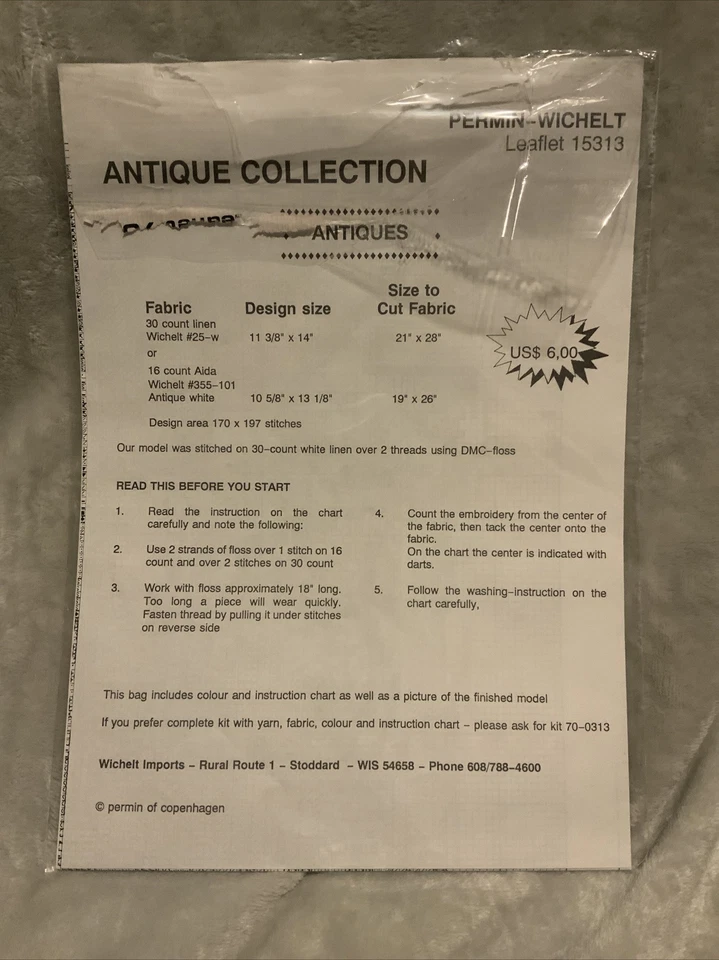 PERMIN-WICHELT
Leaflet 15313
ANTIQUE COLLECTION
ANTIQUES
Fabric Design size Size to Cut Fabric
30 count linen
Wichelt #25-w 11 3/8" x 14" 21" x 28"
or
16 count Aida
Wichelt #355-101
Antique white 10 5/8" x 13 1/8" 19" x 26"
US$ 6,00
Design area 170 x 197 stitches
Our model was stitched on 30-count white linen over 2 threads using DMC-floss
READ THIS BEFORE YOU START
1. Read the instruction on the chart
carefully and note the following:
2. Use 2 strands of floss over 1 stitch on 16
count and over 2 stitches on 30 count
3. Work with floss approximately 18" long.
Too long a piece will wear quickly.
Fasten thread by pulling it under stitches
on reverse side
4. Count the embroidery from the center of
the fabric, then tack the center onto the
fabric.
On the chart the center is indicated with
darts.
5. Follow the washing-instruction on the
chart carefully,
This bag includes colour and instruction chart as well as a picture of the finished model
If you prefer complete kit with yarn, fabric, colour and instruction chart - please ask for kit 70-0313
Wichelt Imports - Rural Route 1 - Stoddard - WIS 54658 - Phone 608/788-4600
© permin of copenhagen